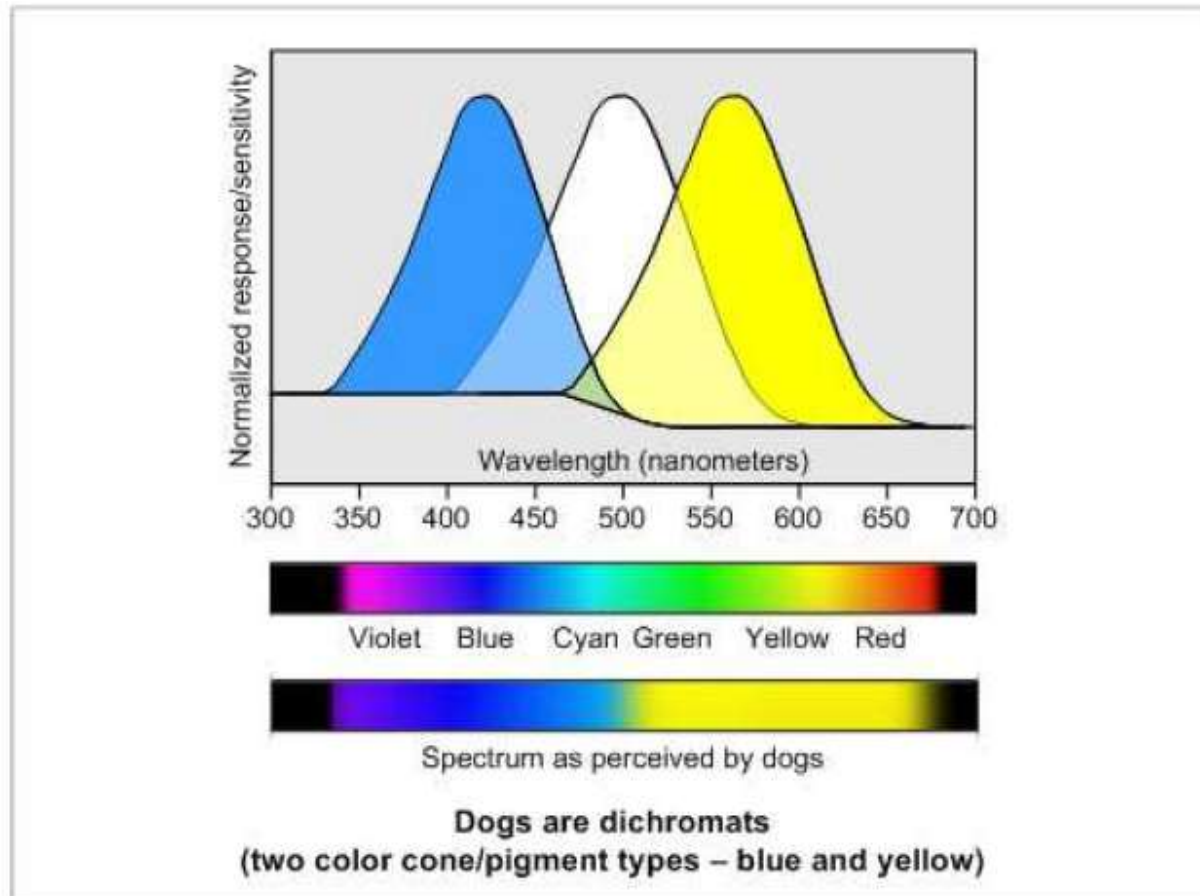 Normalized response/sensitivity
Wavelength (nanometers)
300 350 400 450 500 550 600 650 700
Violet Blue Cyan Green Yellow Red
Spectrum as perceived by dogs
Dogs are dichromats
(two color cone/pigment types – blue and yellow)